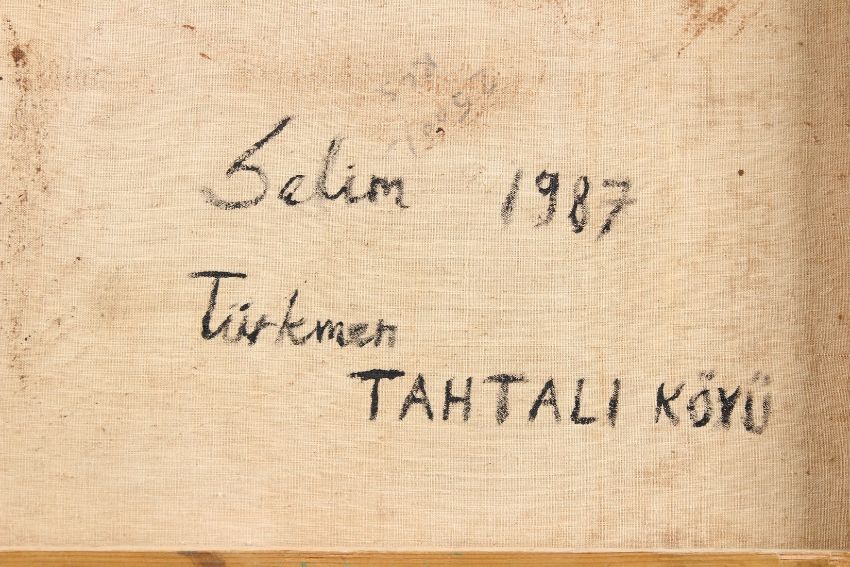 Selim 1987
Türkmen
TAHTALI KÖYÜ